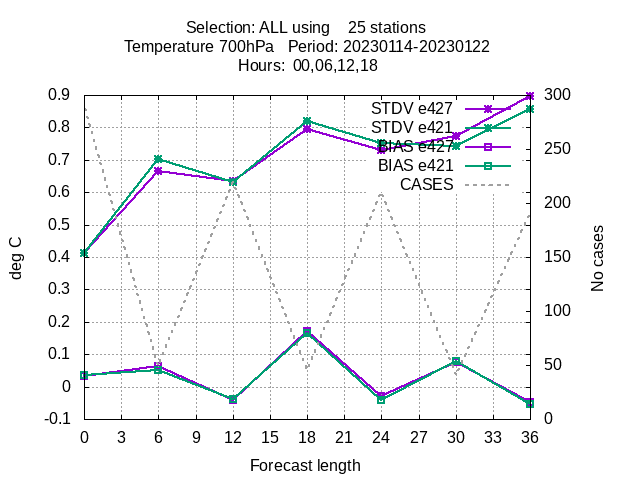 Selection: ALL using 25 stations
Temperature 700hPa Period: 20230114-20230122
Hours: 00,06,12,18
0.9
0.8
0.7
0.6
0.5
0.4
0.3
0.2
0.1
0
-0.1
deg C
STDV e427
STDV e421
BIAS e427
BIAS e421
CASES
300
250
200
150
100
50
0
No cases
0 3 6 9 12 15 18 21 24 27 30 33 36
Forecast length